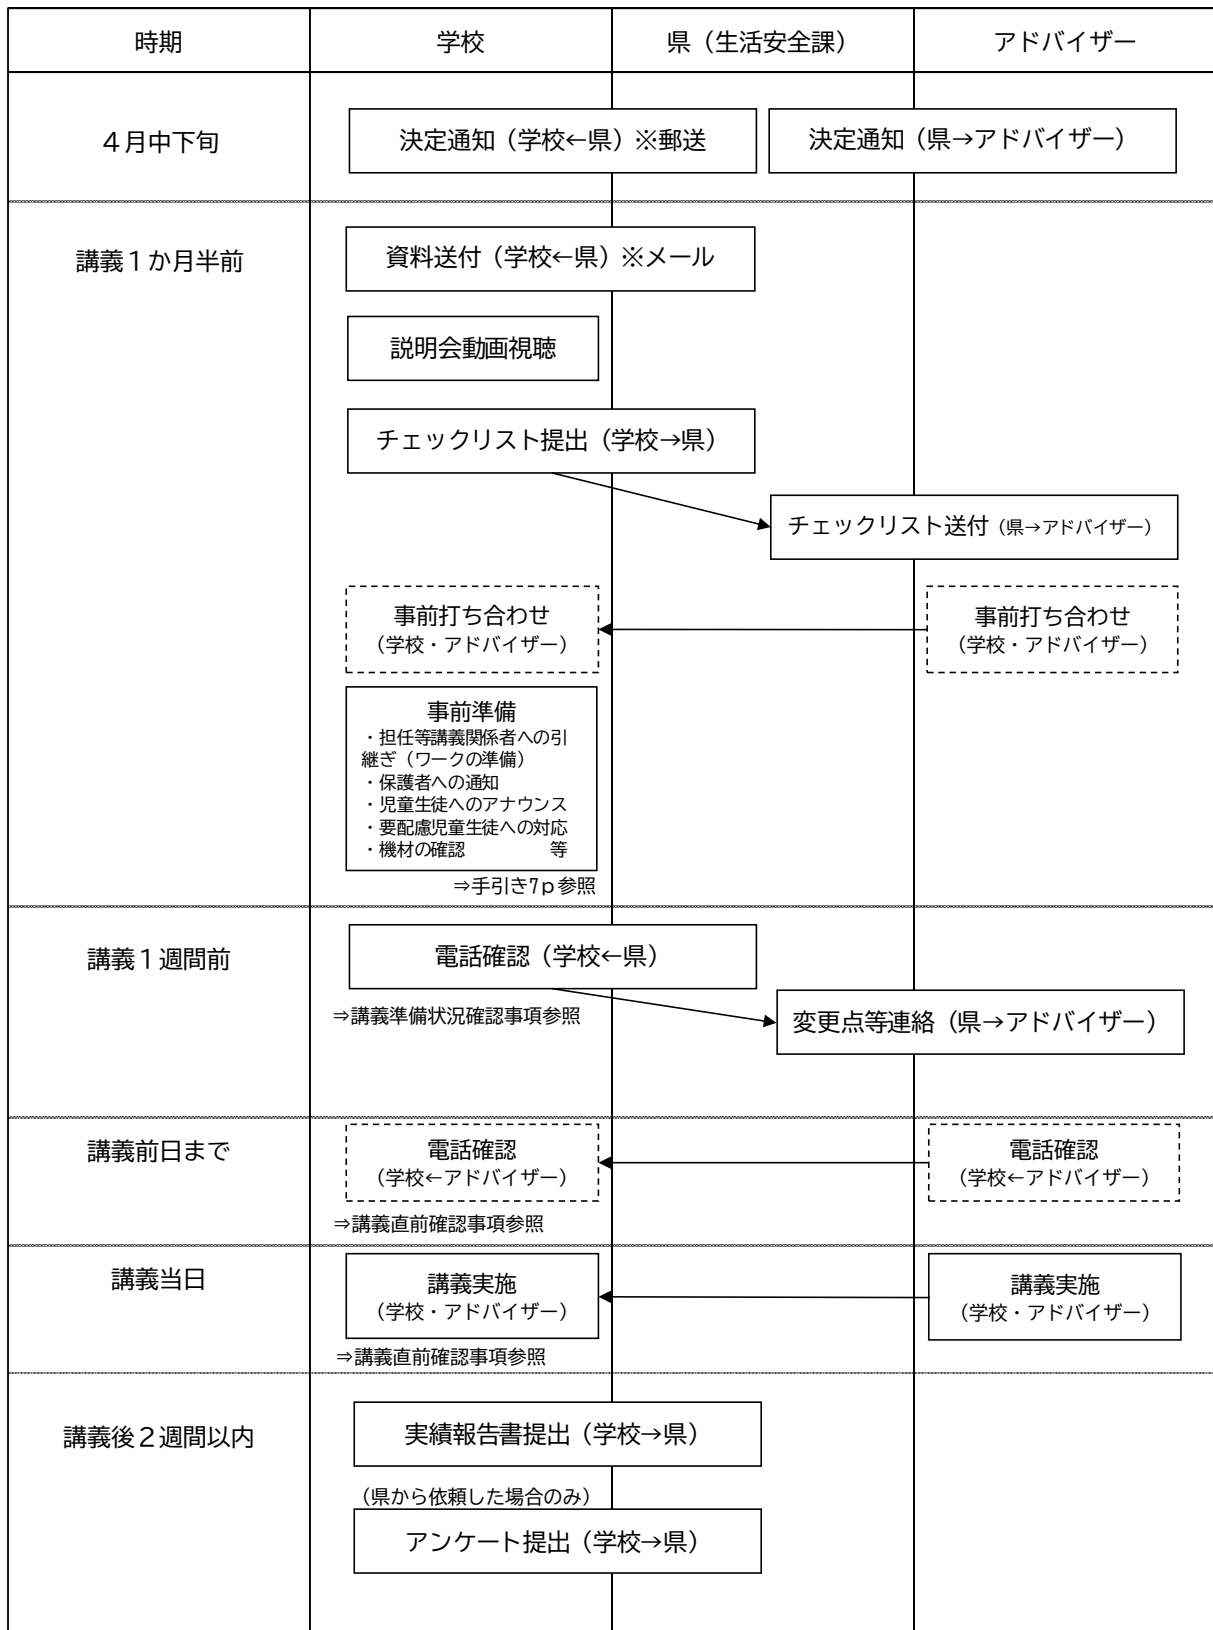 時期
学校
県（生活安全課）
アドバイザー
４月中下旬
決定通知（学校←県）※郵送
決定通知（県→アドバイザー）
講義１か月半前
資料送付（学校←県）※メール
説明会動画視聴
チェックリスト提出（学校→県）
チェックリスト送付（県→アドバイザー）
事前打ち合わせ
（学校・アドバイザー）
事前打ち合わせ
（学校・アドバイザー）
事前準備
・担任等講義関係者への引
継ぎ（ワークの準備）
・保護者への通知
・児童生徒へのアナウンス
・要配慮児童生徒への対応
・機材の確認　　　　等
⇒手引き7ｐ参照
講義１週間前
電話確認（学校←県）
⇒講義準備状況確認事項参照
変更点等連絡（県→アドバイザー）
講義前日まで
電話確認
（学校←アドバイザー）
電話確認
（学校←アドバイザー）
⇒講義直前確認事項参照
講義当日
講義実施
（学校・アドバイザー）
講義実施
（学校・アドバイザー）
⇒講義直前確認事項参照
講義後２週間以内
実績報告書提出（学校→県）
（県から依頼した場合のみ）
アンケート提出（学校→県）